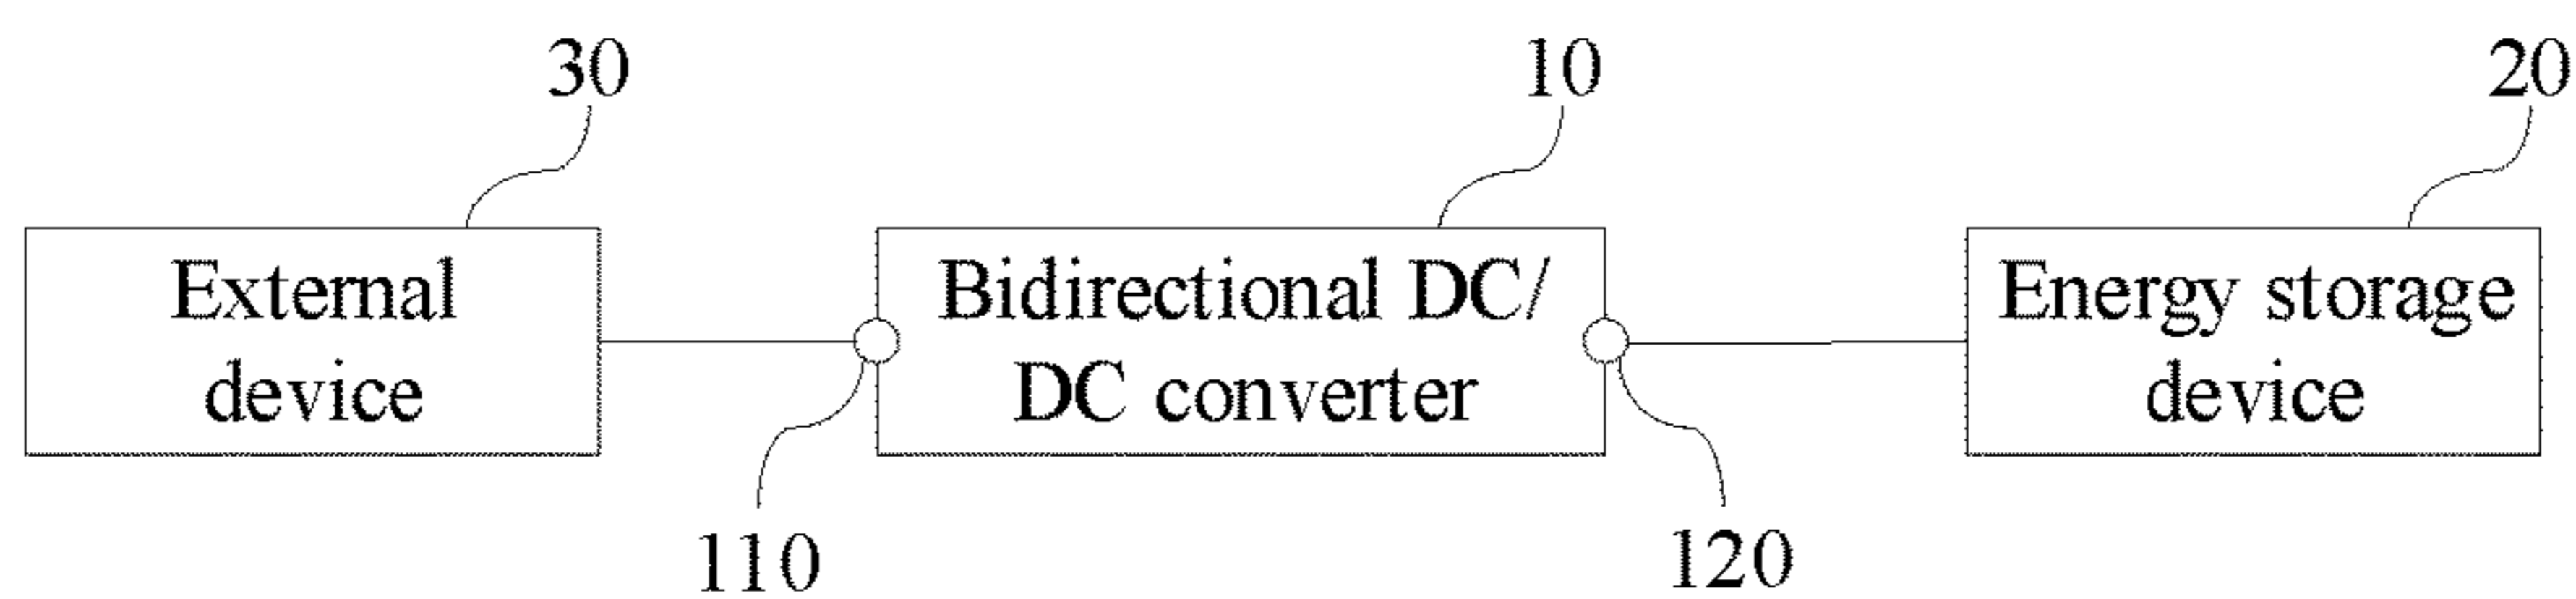 30
10
20
External
device
Bidirectional DC/
DC converter
Energy storage
device
110
120